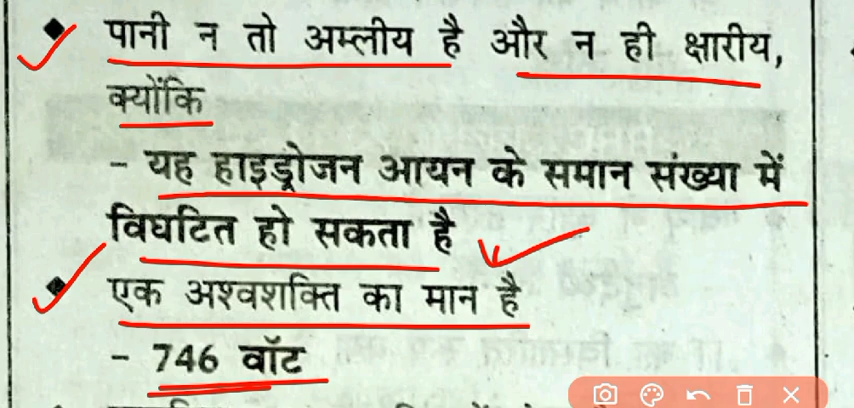 ◆ पानी न तो अम्लीय है और न ही क्षारीय,
क्योंकि
– यह हाइड्रोजन आयन के समान संख्या में
विघटित हो सकता है
◆ एक अश्वशक्ति का मान है
– 746 वॉट